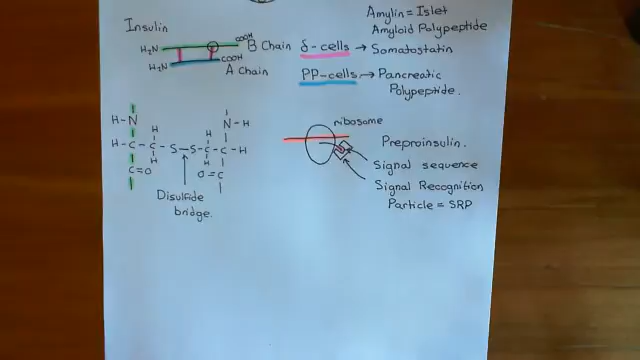 Insulin
H₂N
COOH
B Chain
H₂N
COOH
A Chain
Amylin = Islet
Amyloid Polypeptide
δ-cells → Somatostatin
PP-cells → Pancreatic
Polypeptide.
H-N
H
H-C-C-S-S-C-C-H
H
C=O
H
N-H
H
O=C
Disulfide
bridge.
ribosome
Preproinsulin.
Signal sequence
Signal Recognition
Particle = SRP